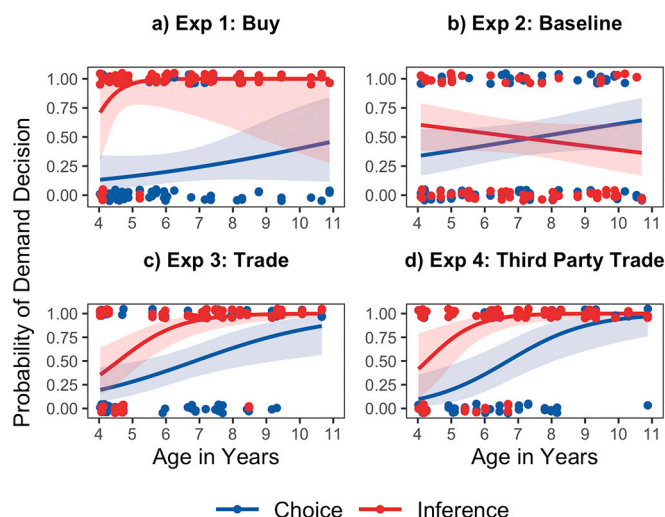 a) Exp 1: Buy
b) Exp 2: Baseline
1.00
0.75
0.50
0.25
0.00
4 5 6 7 8 9 10 11
1.00
0.75
0.50
0.25
0.00
4 5 6 7 8 9 10 11
c) Exp 3: Trade
d) Exp 4: Third Party Trade
1.00
0.75
0.50
0.25
0.00
4 5 6 7 8 9 10 11
1.00
0.75
0.50
0.25
0.00
4 5 6 7 8 9 10 11
Probability of Demand Decision
Age in Years
Age in Years
Choice Inference